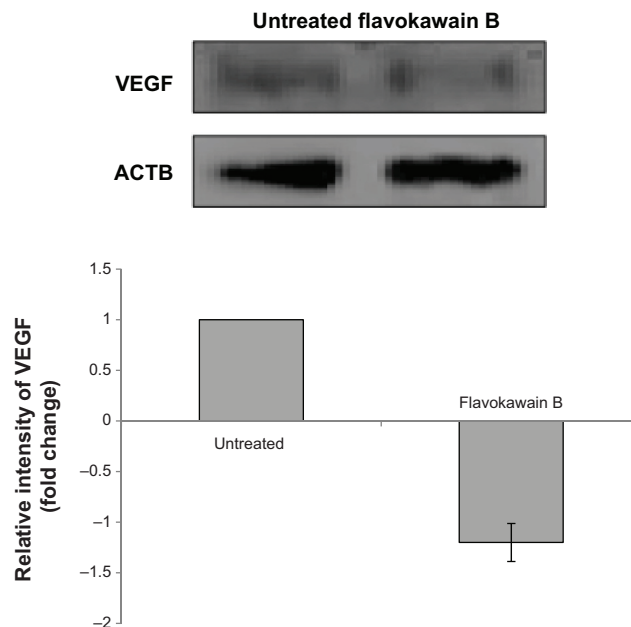 Untreated flavokawain B
VEGF
ACTB
Relative intensity of VEGF
(fold change)
1.5
1
0.5
0
–0.5
–1
–1.5
–2
Untreated
Flavokawain B